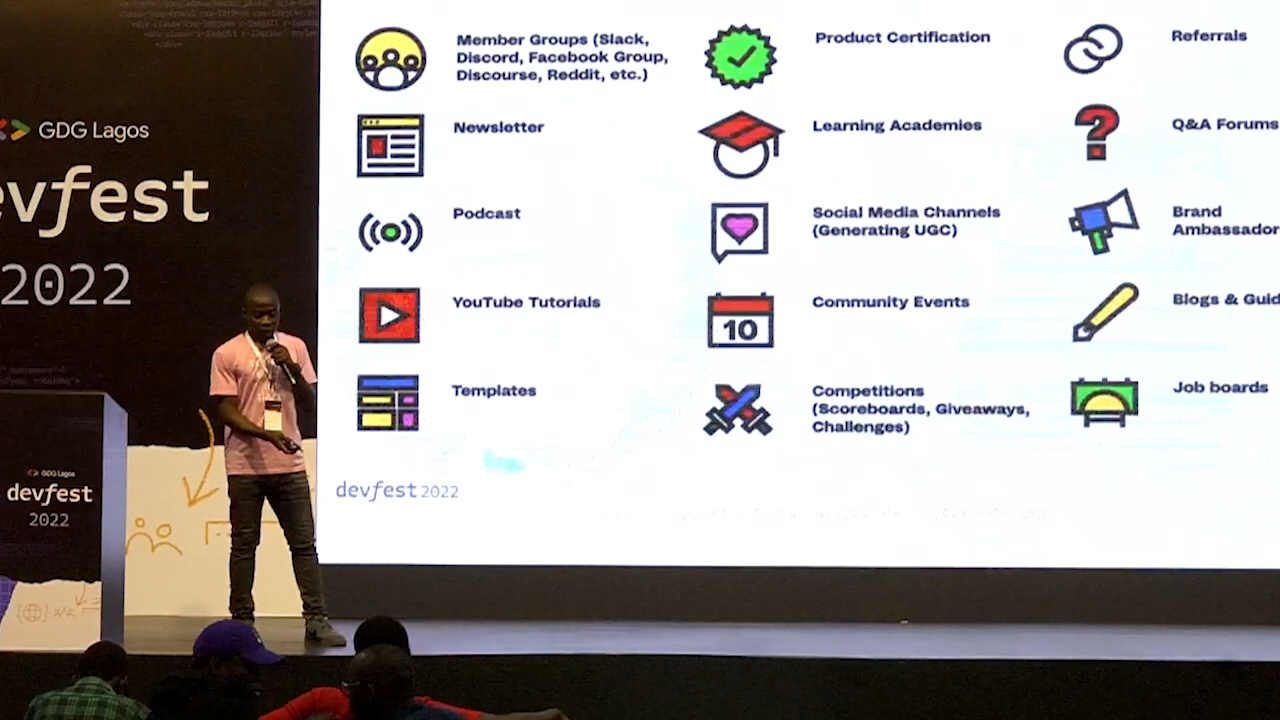 GDG Lagos
devfest
2022
GDG Lagos
devfest
2022
Member Groups (Slack,
Discord, Facebook Group,
Discourse, Reddit, etc.)
Newsletter
Podcast
YouTube Tutorials
Templates
Product Certification
Learning Academies
Social Media Channels
(Generating UGC)
10
Community Events
Competitions
(Scoreboards, Giveaways,
Challenges)
Referrals
?
Q&A Forums
Brand
Ambassador
Blogs & Guid
Job boards
devfest 2022